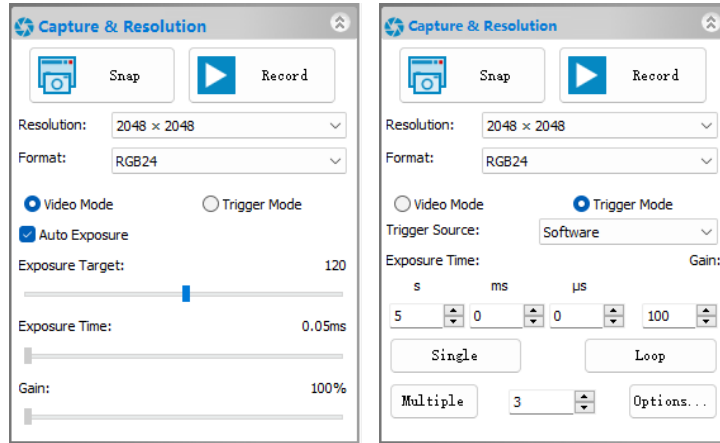 Capture & Resolution
Snap Record
Resolution: 2048 × 2048
Format: RGB24
Video Mode Trigger Mode
Auto Exposure
Exposure Target: 120
Exposure Time: 0.05ms
Gain: 100%
Capture & Resolution
Snap Record
Resolution: 2048 × 2048
Format: RGB24
Video Mode Trigger Mode
Trigger Source: Software
Exposure Time: Gain:
s ms μs
5 0 0 100
Single Loop
Multiple 3 Options...